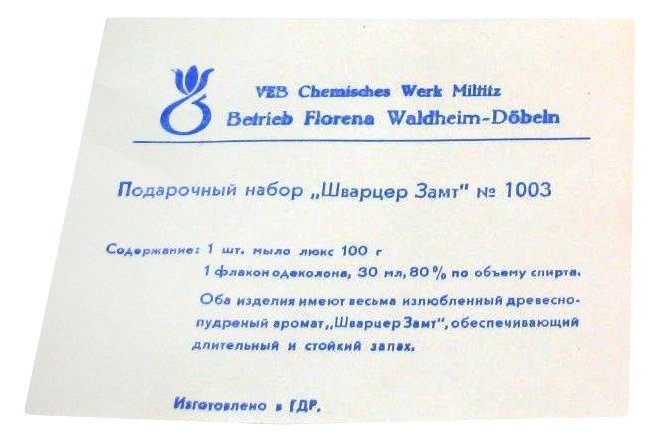 VEB Chemisches Werk Miltitz
Betrieb Florena Waldheim-Döbeln
Подарочный набор „Шварцер Замт" № 1003
Содержание: 1 шт. мыло люкс 100 г
1 флакон одеколона, 30 мл, 80% по объему спирта.
Оба изделия имеют весьма излюбленный древесно-
пудреный аромат „Шварцер Замт", обеспечивающий
длительный и стойкий запах.
Изготовлено в ГДР.